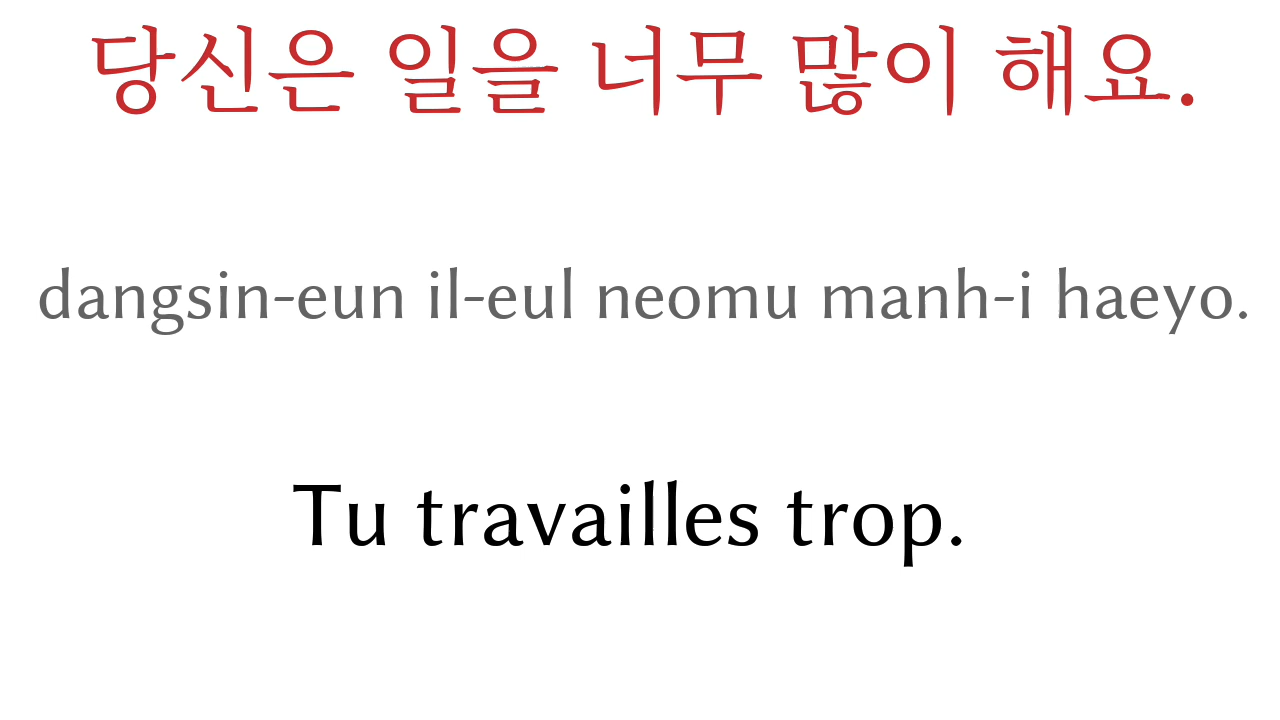 당신은 일을 너무 많이 해요.
dangsin-eun il-eul neomu manh-i haeyo.
Tu travailles trop.